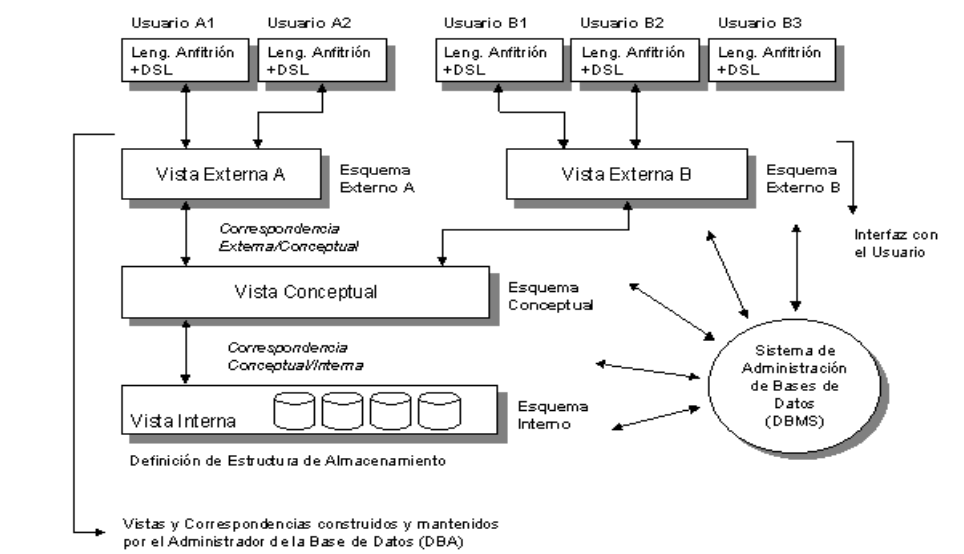 Usuario A1
Usuario A2
Usuario B1
Usuario B2
Usuario B3
Leng. Anfitrión
+DSL
Leng. Anfitrión
+DSL
Leng. Anfitrión
+DSL
Leng. Anfitrión
+DSL
Leng. Anfitrión
+DSL
Vista Externa A
Esquema
Externo A
Vista Externa B
Esquema
Externo B
Correspondencia
Externa/Conceptual
Interfaz con
el Usuario
Vista Conceptual
Esquema
Conceptual
Correspondencia
Conceptual/Interna
Sistema de
Administración
de Bases de
Datos
(DBMS)
Vista Interna
Esquema
Interno
Definición de Estructura de Almacenamiento
Vistas y Correspondencias construidos y mantenidos
por el Administrador de la Base de Datos (DBA)